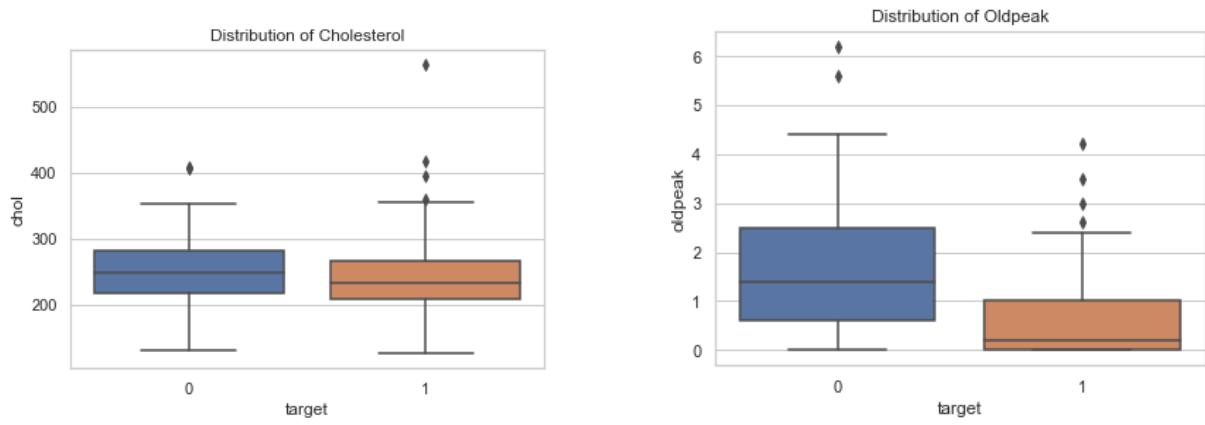 Distribution of Cholesterol
500
400
300
200
chol
0
1
target
Distribution of Oldpeak
6
5
4
3
2
1
0
oldpeak
0
1
target